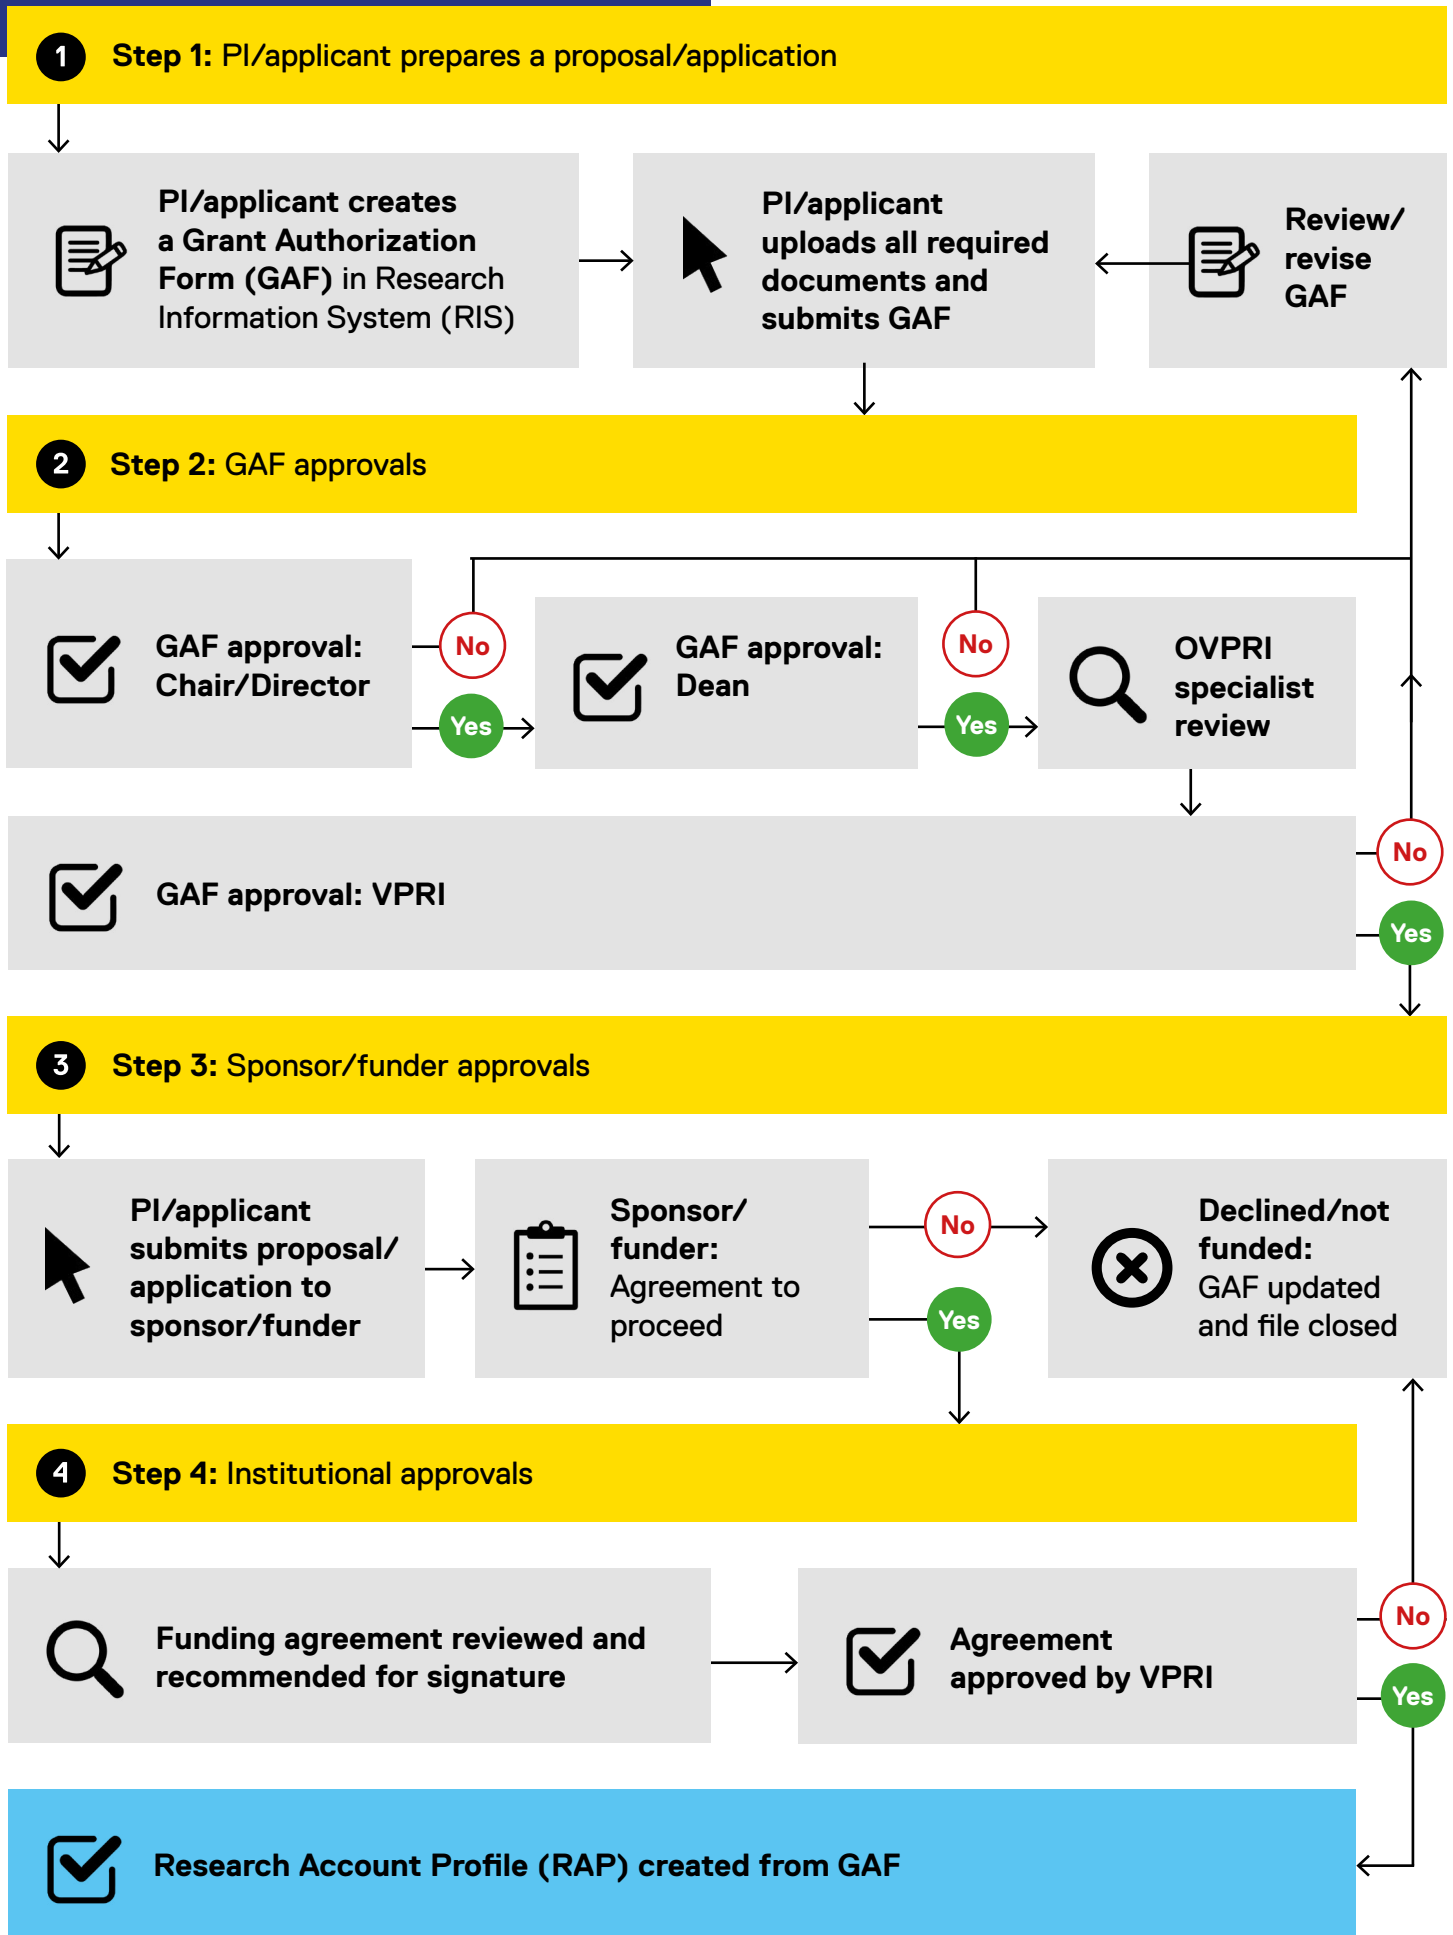 1 Step 1: PI/applicant prepares a proposal/application
PI/applicant creates
a Grant Authorization
Form (GAF) in Research
Information System (RIS)
PI/applicant
uploads all required
documents and
submits GAF
Review/
revise
GAF
2 Step 2: GAF approvals
GAF approval:
Chair/Director
No
Yes
GAF approval:
Dean
No
Yes
OVPRI
specialist
review
GAF approval: VPRI
No
Yes
3 Step 3: Sponsor/funder approvals
PI/applicant
submits proposal/
application to
sponsor/funder
Sponsor/
funder:
Agreement to
proceed
No
Yes
Declined/not
funded:
GAF updated
and file closed
4 Step 4: Institutional approvals
Funding agreement reviewed and
recommended for signature
Agreement
approved by VPRI
No
Yes
Research Account Profile (RAP) created from GAF